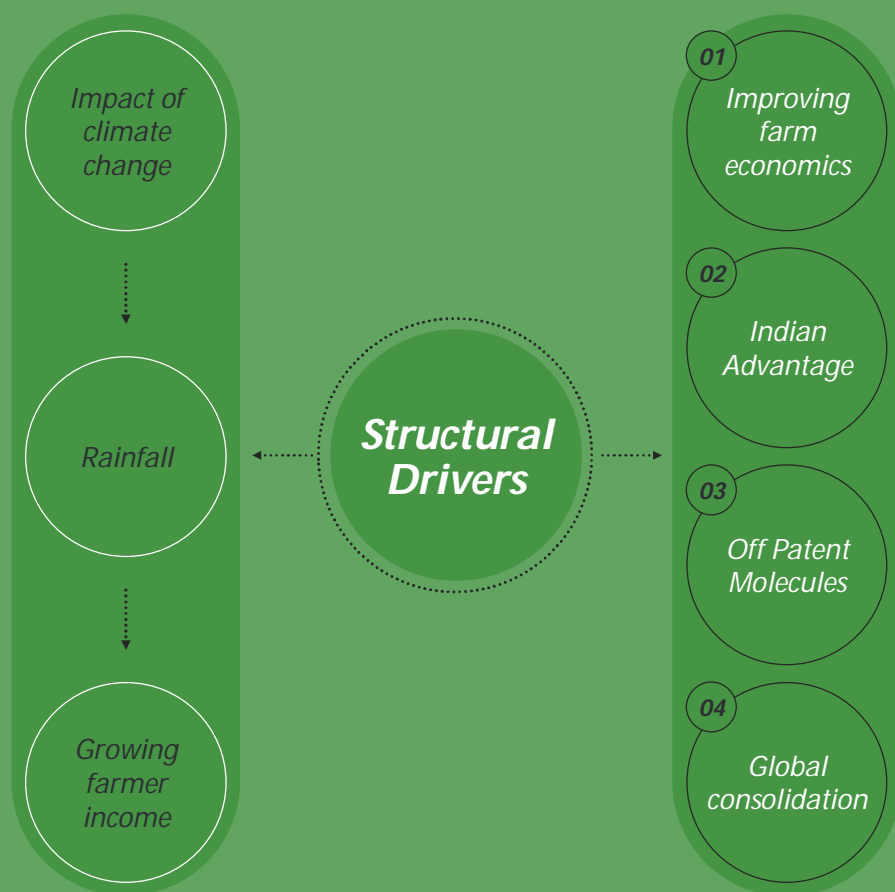 Impact of
climate
change
Rainfall
Growing
farmer
income
Structural
Drivers
01
Improving
farm
economics
02
Indian
Advantage
03
Off Patent
Molecules
04
Global
consolidation